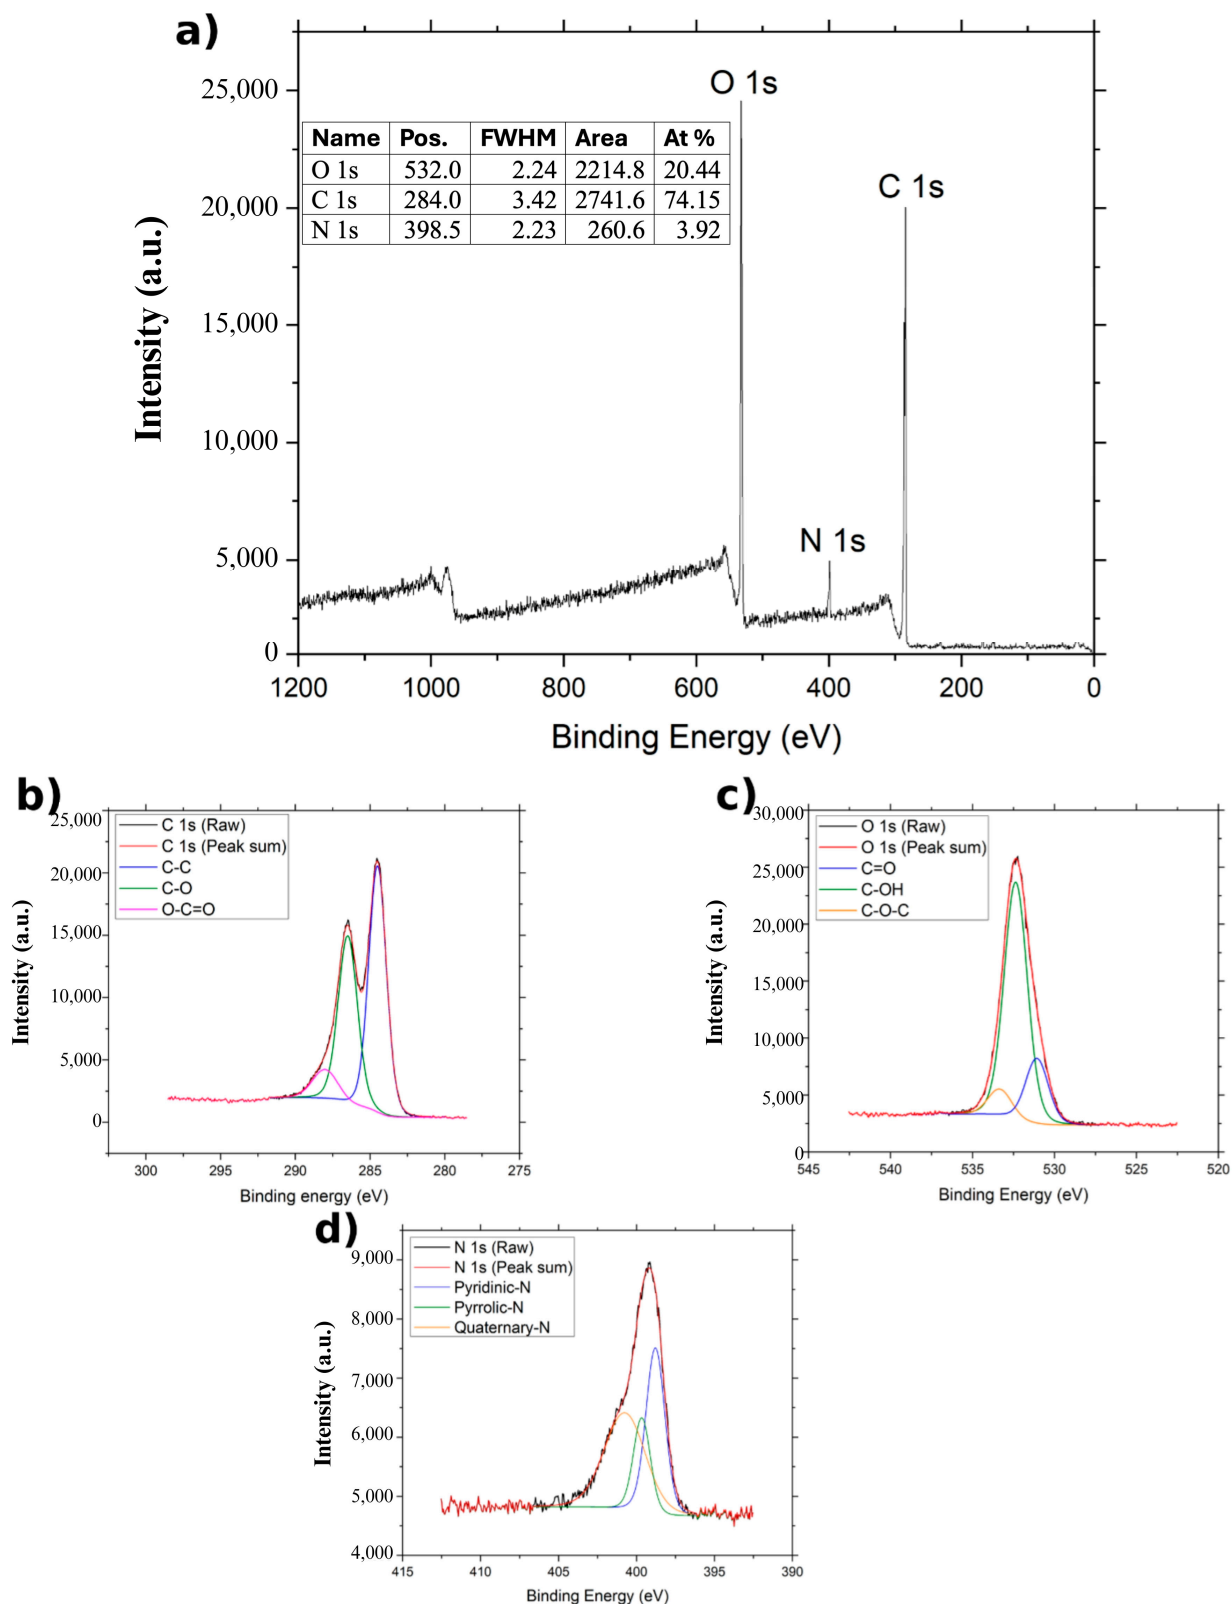 a)
O 1s
C 1s
N 1s
Name Pos. FWHM Area At %
O 1s 532.0 2.24 2214.8 20.44
C 1s 284.0 3.42 2741.6 74.15
N 1s 398.5 2.23 260.6 3.92
Intensity (a.u.)
25,000
20,000
15,000
10,000
5,000
0
1200 1000 800 600 400 200 0
Binding Energy (eV)
b)
25,000
20,000
15,000
10,000
5,000
0
Intensity (a.u.)
C 1s (Raw)
C 1s (Peak sum)
C-C
C-O
O-C=O
300 295 290 285 280 275
Binding energy (eV)
c)
30,000
25,000
20,000
15,000
10,000
5,000
0
Intensity (a.u.)
O 1s (Raw)
O 1s (Peak sum)
C=O
C-OH
C-O-C
545 540 535 530 525 520
Binding Energy (eV)
d)
9,000
8,000
7,000
6,000
5,000
4,000
Intensity (a.u.)
N 1s (Raw)
N 1s (Peak sum)
Pyridinic-N
Pyrrolic-N
Quaternary-N
415 410 405 400 395 390
Binding Energy (eV)